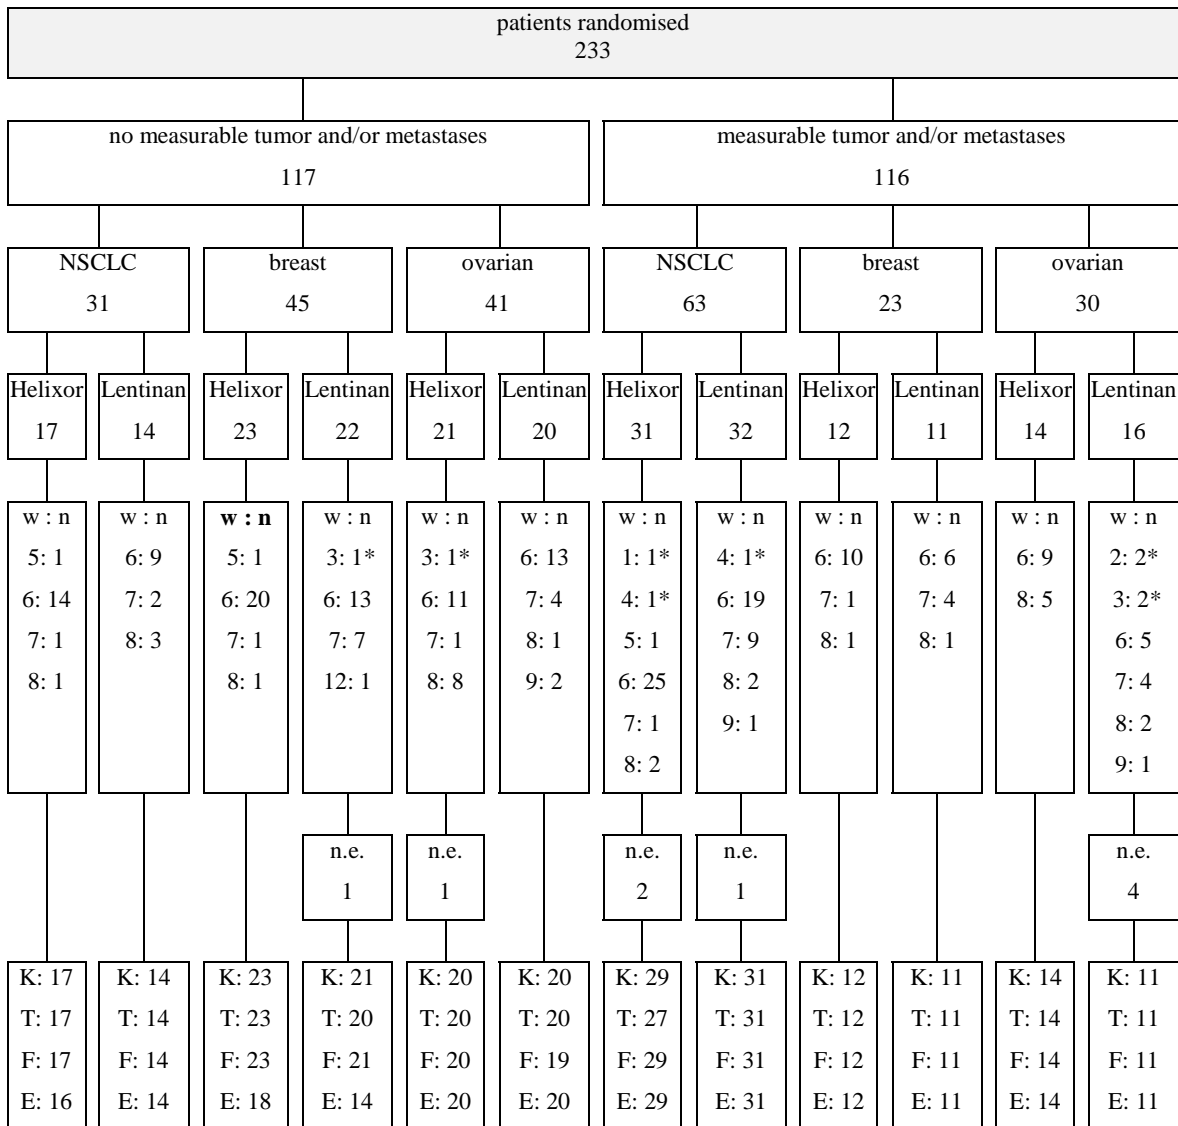 patients randomised
233
no measurable tumor and/or metastases
117
measurable tumor and/or metastases
116
NSCLC
31
breast
45
ovarian
41
NSCLC
63
breast
23
ovarian
30
Helixor
17
Lentinan
14
Helixor
23
Lentinan
22
Helixor
21
Lentinan
20
Helixor
31
Lentinan
32
Helixor
12
Lentinan
11
Helixor
14
Lentinan
16
w : n
5: 1
6: 14
7: 1
8: 1
w : n
6: 9
7: 2
8: 3
w : n
5: 1
6: 20
7: 1
8: 1
w : n
3: 1*
6: 13
7: 7
12: 1
w : n
3: 1*
6: 11
7: 1
8: 8
w : n
6: 13
7: 4
8: 1
9: 2
w : n
1: 1*
4: 1*
5: 1
6: 25
7: 1
8: 2
w : n
4: 1*
6: 19
7: 9
8: 2
9: 1
w : n
6: 10
7: 1
8: 1
w : n
6: 6
7: 4
8: 1
w : n
6: 9
8: 5
w : n
2: 2*
3: 2*
6: 5
7: 4
8: 2
9: 1
n.e.
1
n.e.
1
n.e.
2
n.e.
1
n.e.
4
K: 17
T: 17
F: 17
E: 16
K: 14
T: 14
F: 14
E: 14
K: 23
T: 23
F: 23
E: 18
K: 21
T: 20
F: 21
E: 14
K: 20
T: 20
F: 20
E: 20
K: 20
T: 20
F: 19
E: 20
K: 29
T: 27
F: 29
E: 29
K: 31
T: 31
F: 31
E: 31
K: 12
T: 12
F: 12
E: 12
K: 11
T: 11
F: 11
E: 11
K: 14
T: 14
F: 14
E: 14
K: 11
T: 11
F: 11
E: 11